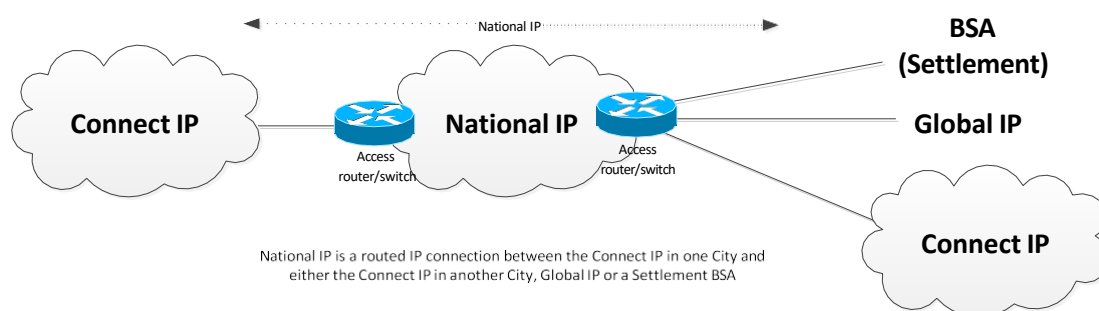 National IP
BSA
(Settlement)
Connect IP
National IP
Global IP
Access
router/switch
Access
router/switch
Connect IP
National IP is a routed IP connection between the Connect IP in one City and
either the Connect IP in another City, Global IP or a Settlement BSA